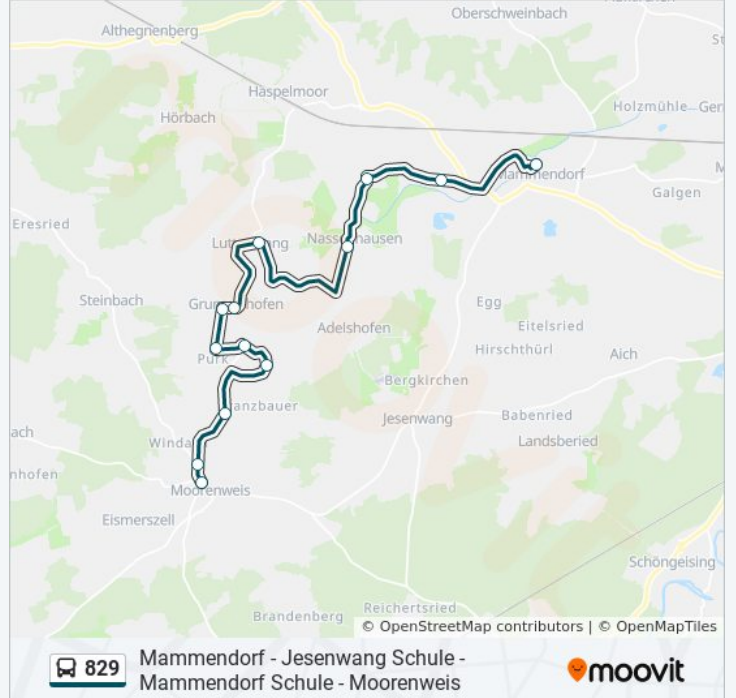 Oberschweinbach
Althegnenberg
Haspelmoor
Holzmühle
Hörbach
Mammendorf
Galgen
Eresried
Steinbach
Egg
Adelshofen
Eitelsried
Hirschthürl
Aich
Purk
Bergkirchen
Jesenwang
Babenried
Landsberied
Moorenweis
Eismerszell
Schöngeising
Reichertsried
Brandenberg
© OpenStreetMap contributors | © OpenMapTiles
829
Mammendorf - Jesenwang Schule -
Mammendorf Schule - Moorenweis
moovit